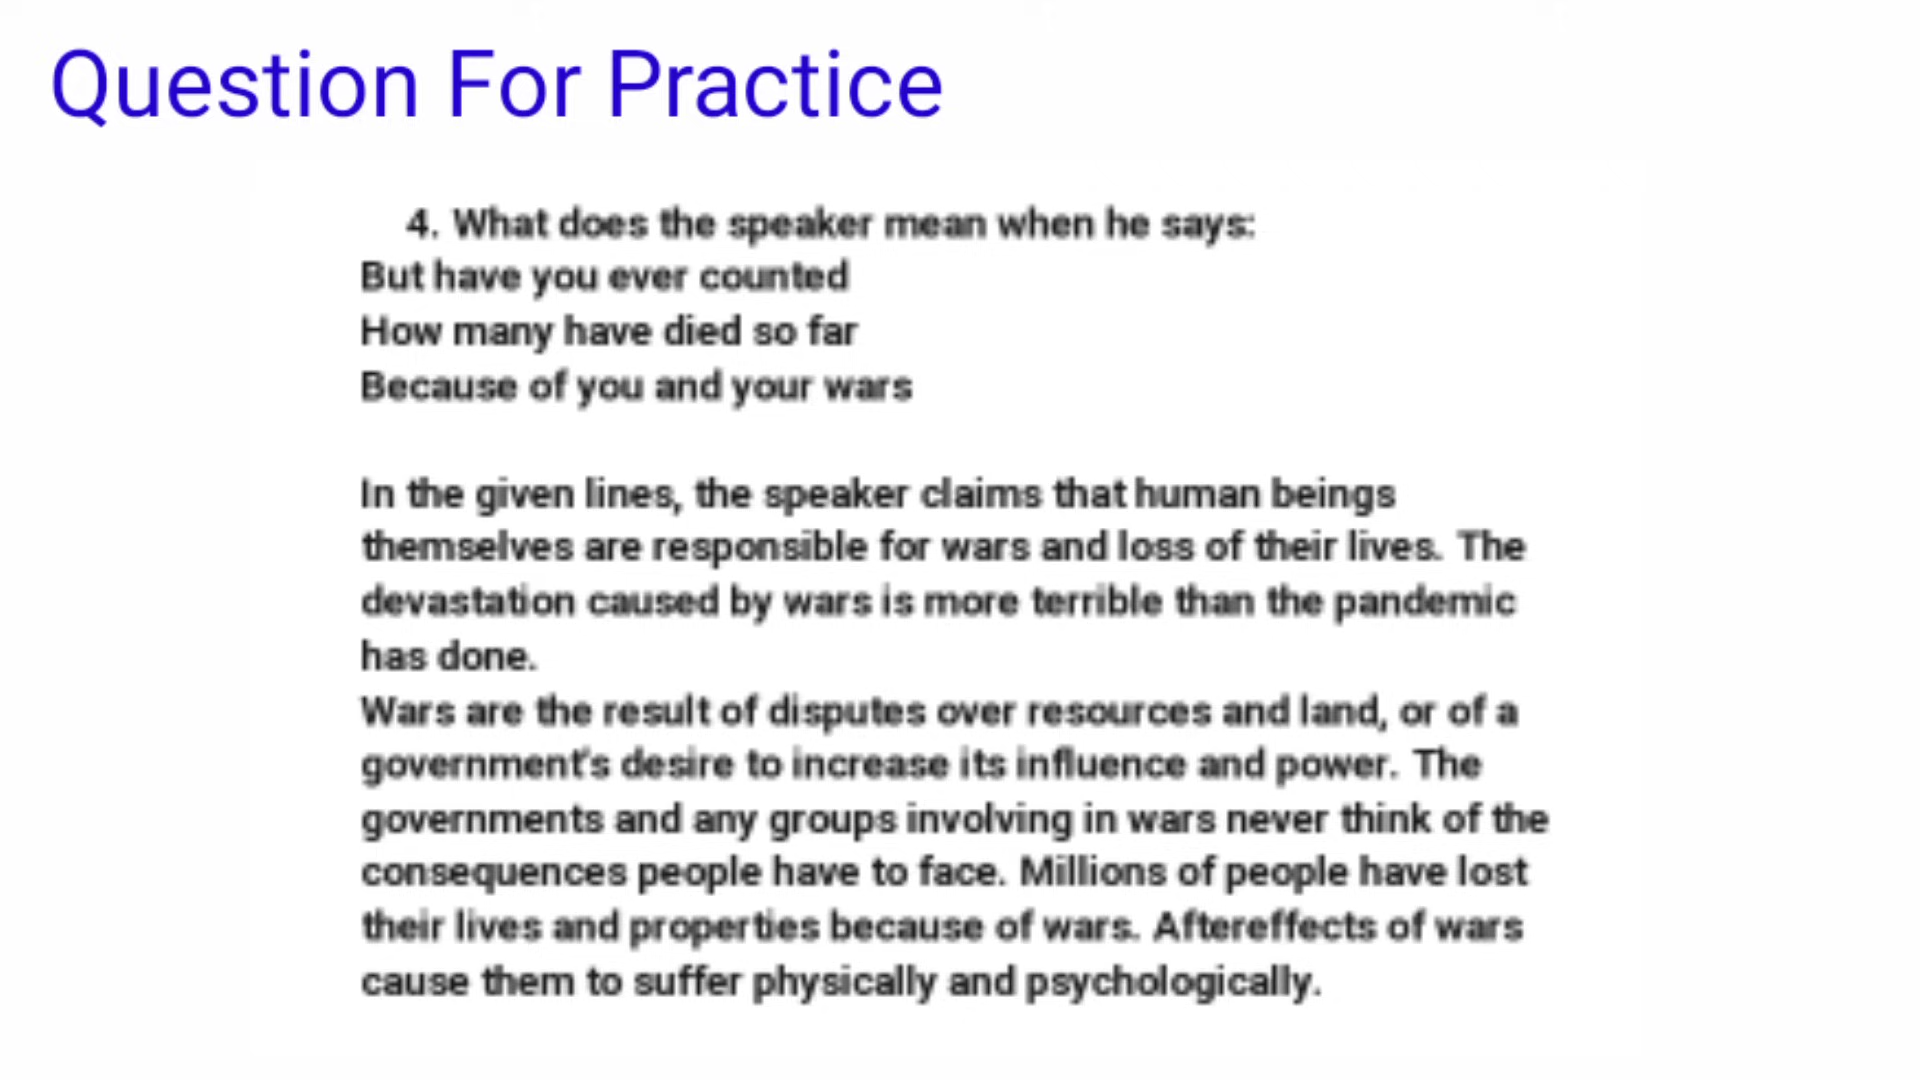 Question For Practice
4. What does the speaker mean when he says:
But have you ever counted
How many have died so far
Because of you and your wars
In the given lines, the speaker claims that human beings
themselves are responsible for wars and loss of their lives. The
devastation caused by wars is more terrible than the pandemic
has done.
Wars are the result of disputes over resources and land, or of a
government's desire to increase its influence and power. The
governments and any groups involving in wars never think of the
consequences people have to face. Millions of people have lost
their lives and properties because of wars. Aftereffects of wars
cause them to suffer physically and psychologically.